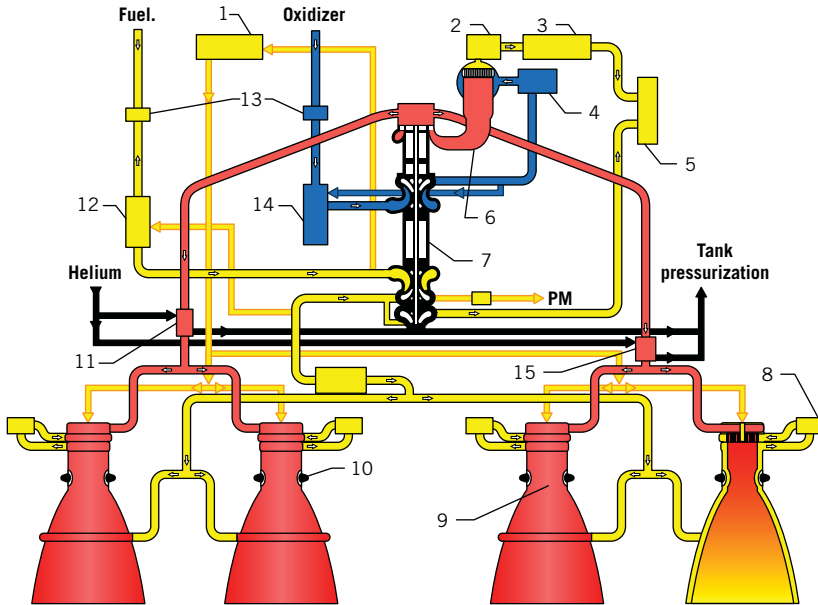 Fuel.
1
Oxidizer
2
3
13
4
5
6
12
14
7
Helium
PM
Tank
pressurization
11
15
8
10
9